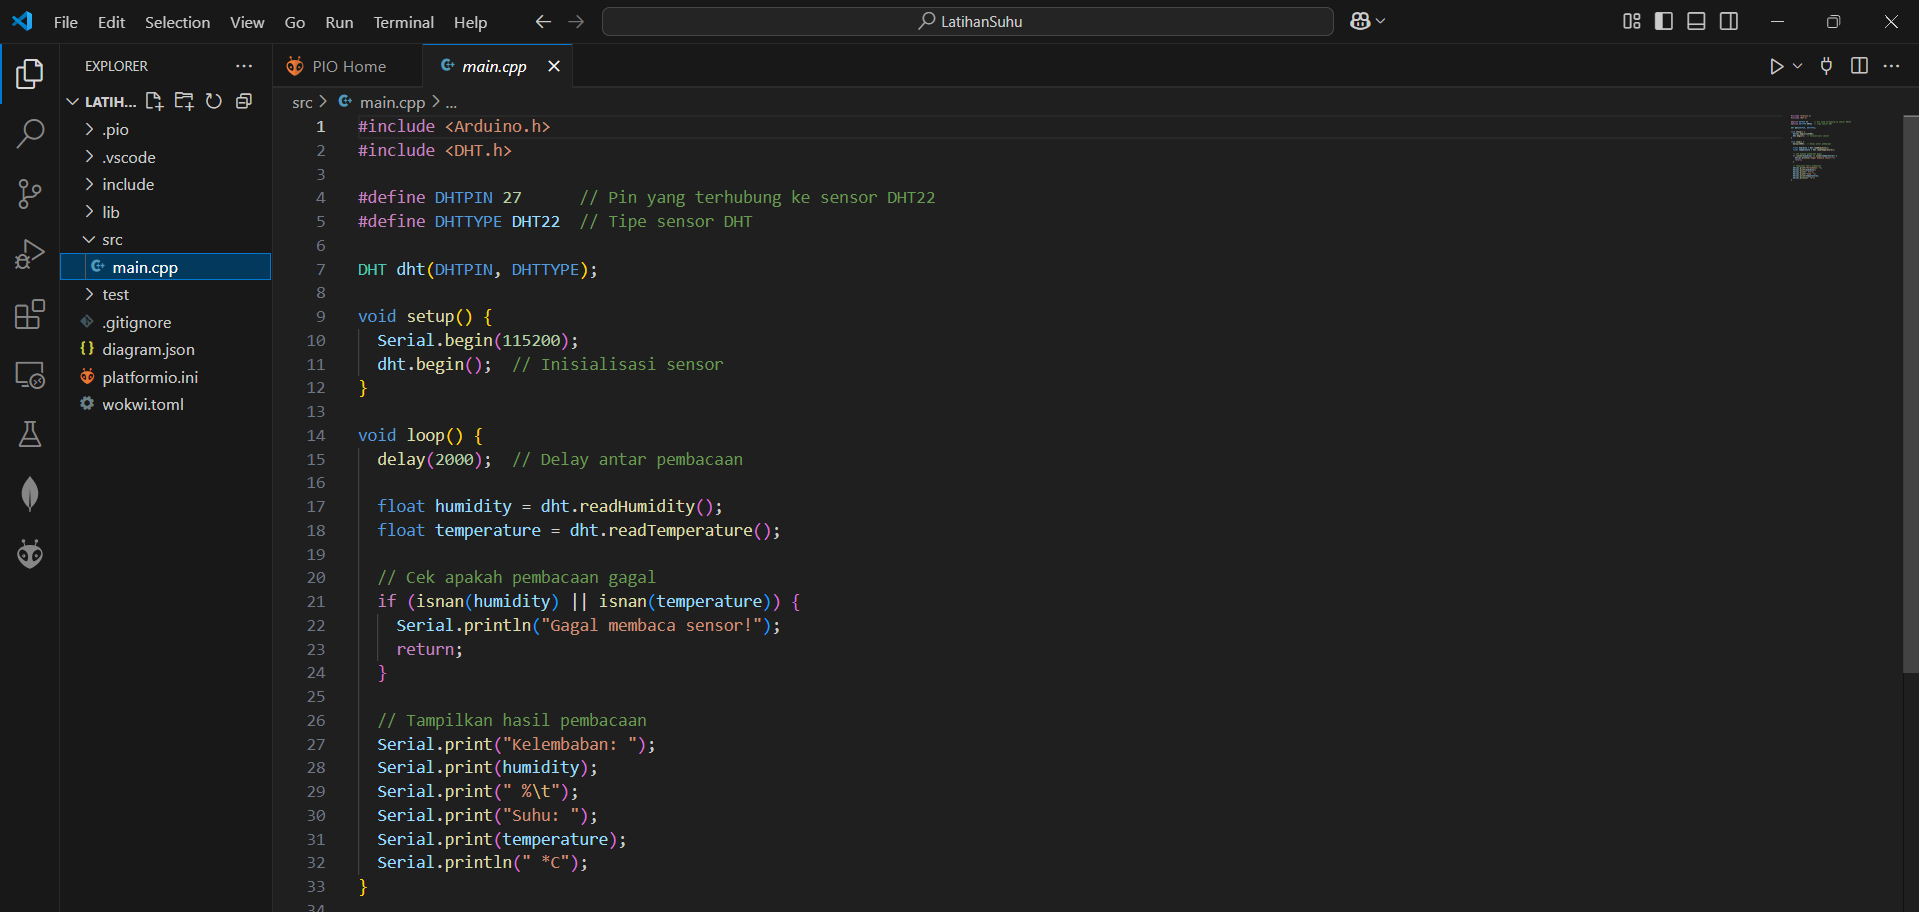 File Edit Selection View Go Run Terminal Help
LatihanSuhu
EXPLORER
LATIH...
.pio
.vscode
include
lib
src
main.cpp
test
.gitignore
diagram.json
platformio.ini
wokwi.toml
PIO Home
main.cpp
src > main.cpp > ...
1 #include <Arduino.h>
2 #include <DHT.h>
3
4 #define DHTPIN 27      // Pin yang terhubung ke sensor DHT22
5 #define DHTTYPE DHT22  // Tipe sensor DHT
6
7 DHT dht(DHTPIN, DHTTYPE);
8
9 void setup() {
10   Serial.begin(115200);
11   dht.begin();  // Inisialisasi sensor
12 }
13
14 void loop() {
15   delay(2000);  // Delay antar pembacaan
16
17   float humidity = dht.readHumidity();
18   float temperature = dht.readTemperature();
19
20   // Cek apakah pembacaan gagal
21   if (isnan(humidity) || isnan(temperature)) {
22     Serial.println("Gagal membaca sensor!");
23     return;
24   }
25
26   // Tampilkan hasil pembacaan
27   Serial.print("Kelembaban: ");
28   Serial.print(humidity);
29   Serial.print(" %\t");
30   Serial.print("Suhu: ");
31   Serial.print(temperature);
32   Serial.println(" *C");
33 }
34